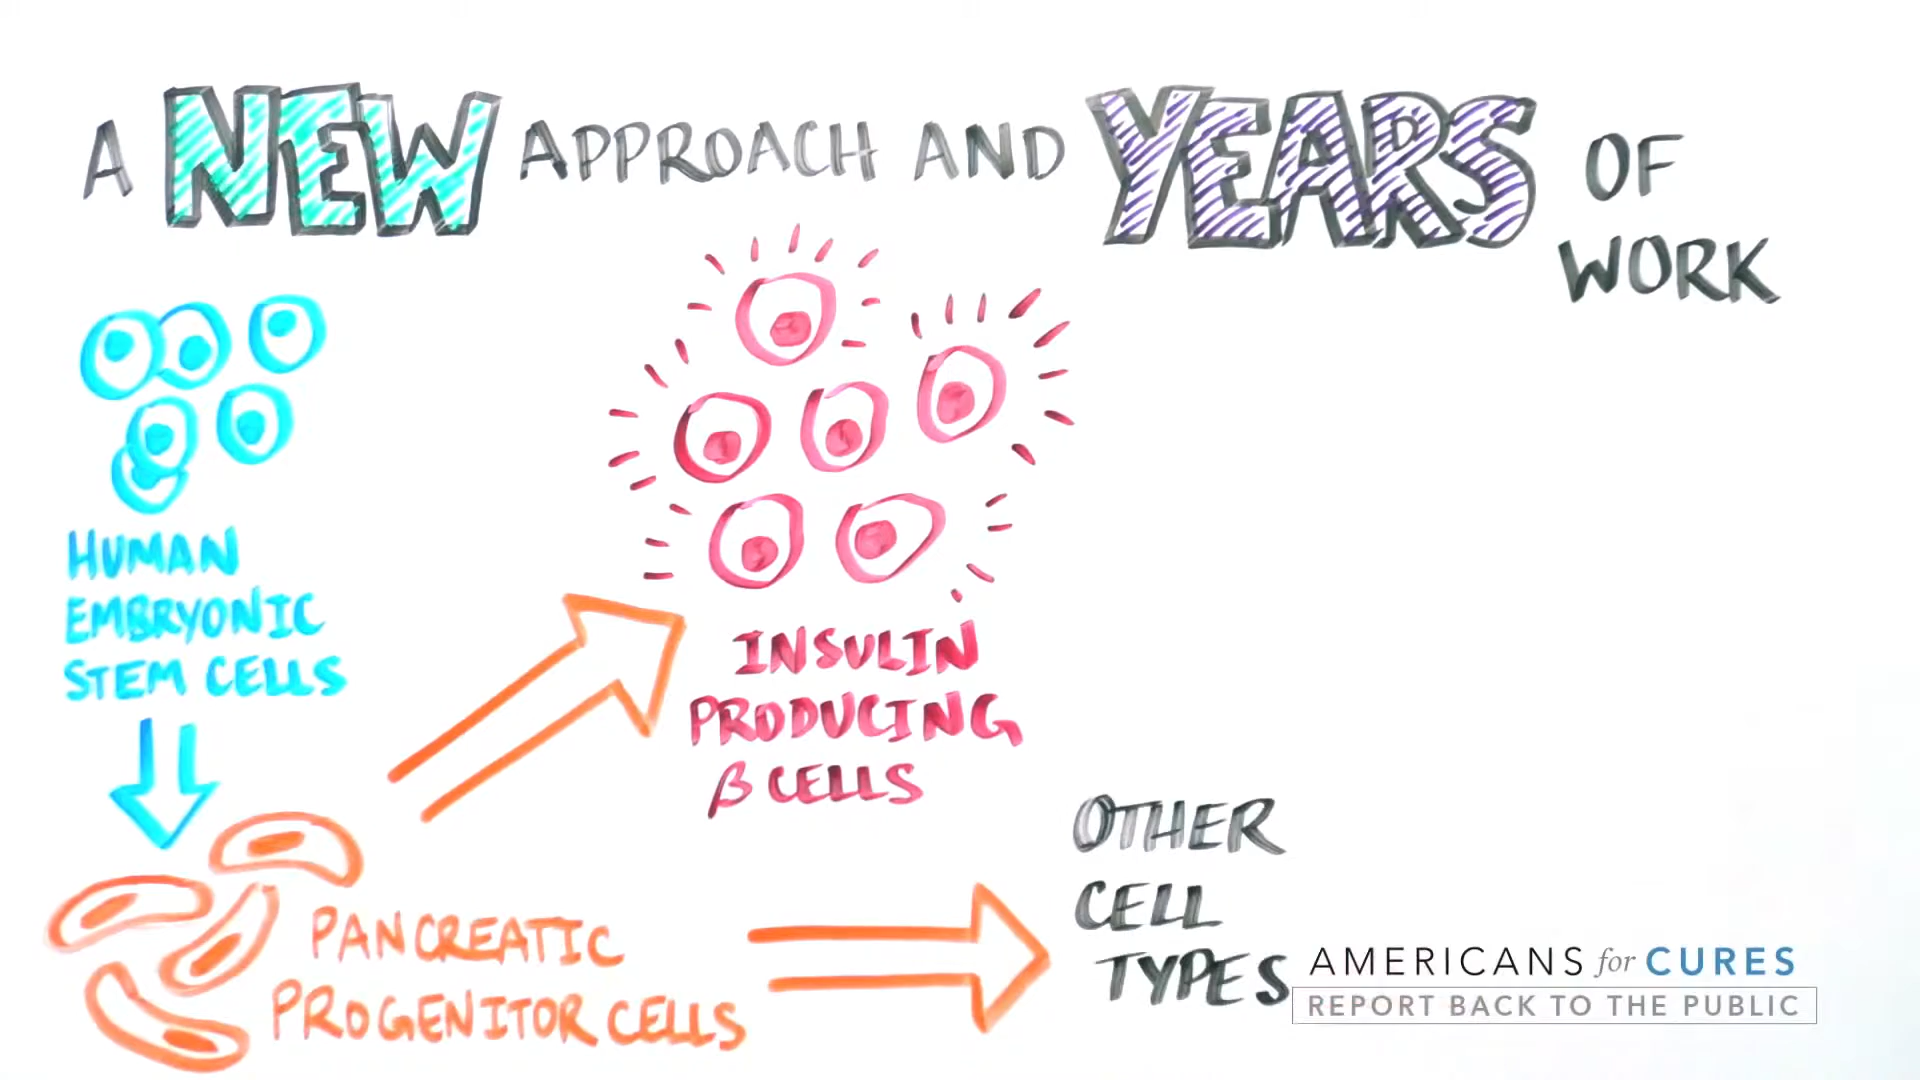 A NEW APPROACH AND YEARS OF
WORK
HUMAN
EMBRYONIC
STEM CELLS
INSULIN
PRODUCING
β CELLS
PANCREATIC
PROGENITOR CELLS
OTHER
CELL
TYPES
AMERICANS for CURES
REPORT BACK TO THE PUBLIC